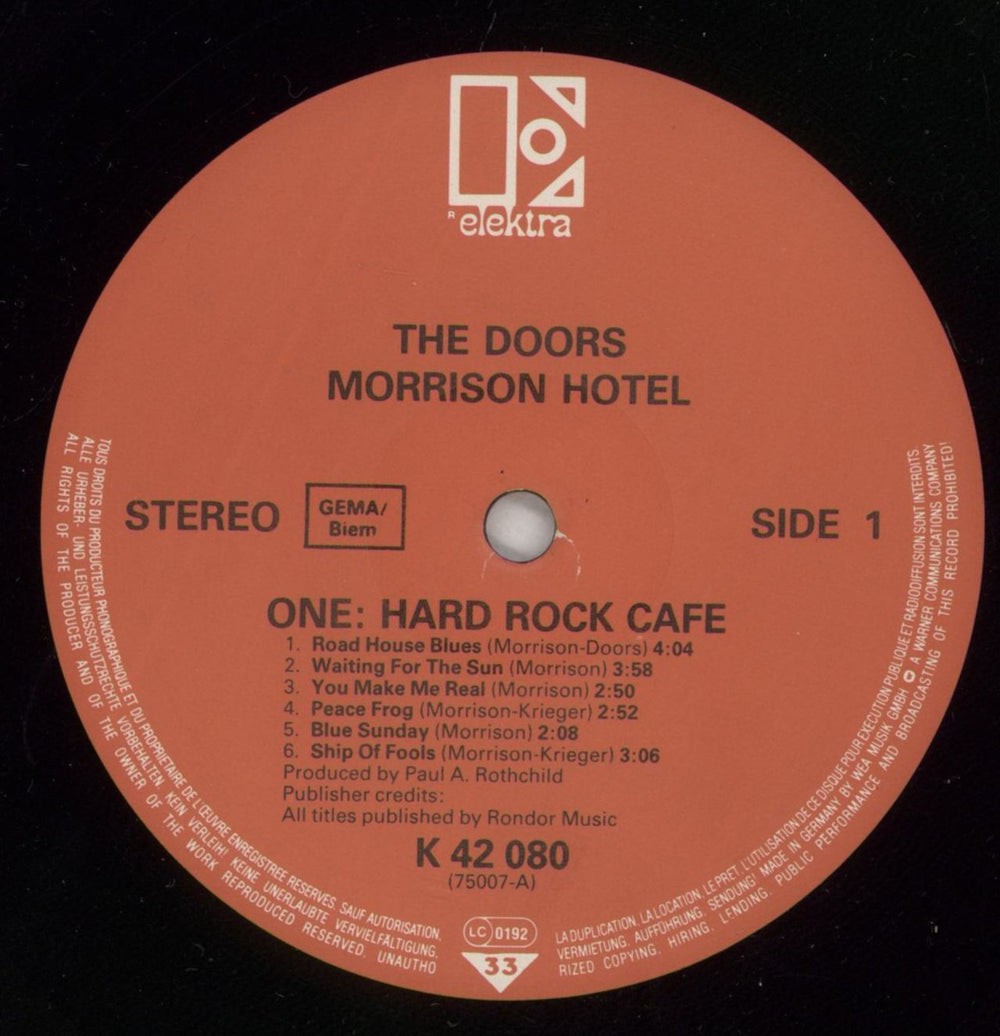 R elektra
THE DOORS
MORRISON HOTEL
STEREO
GEMA/
Biem
SIDE 1
ONE: HARD ROCK CAFE
1. Road House Blues (Morrison-Doors) 4:04
2. Waiting For The Sun (Morrison) 3:58
3. You Make Me Real (Morrison) 2:50
4. Peace Frog (Morrison-Krieger) 2:52
5. Blue Sunday (Morrison) 2:08
6. Ship Of Fools (Morrison-Krieger) 3:06
Produced by Paul A. Rothchild
Publisher credits:
All titles published by Rondor Music
K 42 080
(75007-A)
LC 0192
33
TOUS DROITS DU PRODUCTEUR PHONOGRAPHIQUE ET DU PROPRIETAIRE DE L'ŒUVRE ENREGISTREE RESERVES. SAUF AUTORISATION,
LA DUPLICATION, LA LOCATION, LE PRET, L'UTILISATION DE CE DISQUE POUR EXECUTION PUBLIQUE ET RADIODIFFUSION SONT INTERDITS.
ALLE URHEBER- UND LEISTUNGSSCHUTZRECHTE VORBEHALTEN. KEIN VERLEIH! KEINE UNERLAUBTE VERVIELFÄLTIGUNG,
VERMIETUNG, AUFFÜHRUNG, SENDUNG! MADE IN GERMANY BY WEA MUSIK GMBH A WARNER COMMUNICATIONS COMPANY
ALL RIGHTS OF THE PRODUCER AND OF THE OWNER OF THE WORK REPRODUCED RESERVED. UNAUTHO
RIZED COPYING, HIRING, LENDING, PUBLIC PERFORMANCE AND BROADCASTING OF THIS RECORD PROHIBITED!